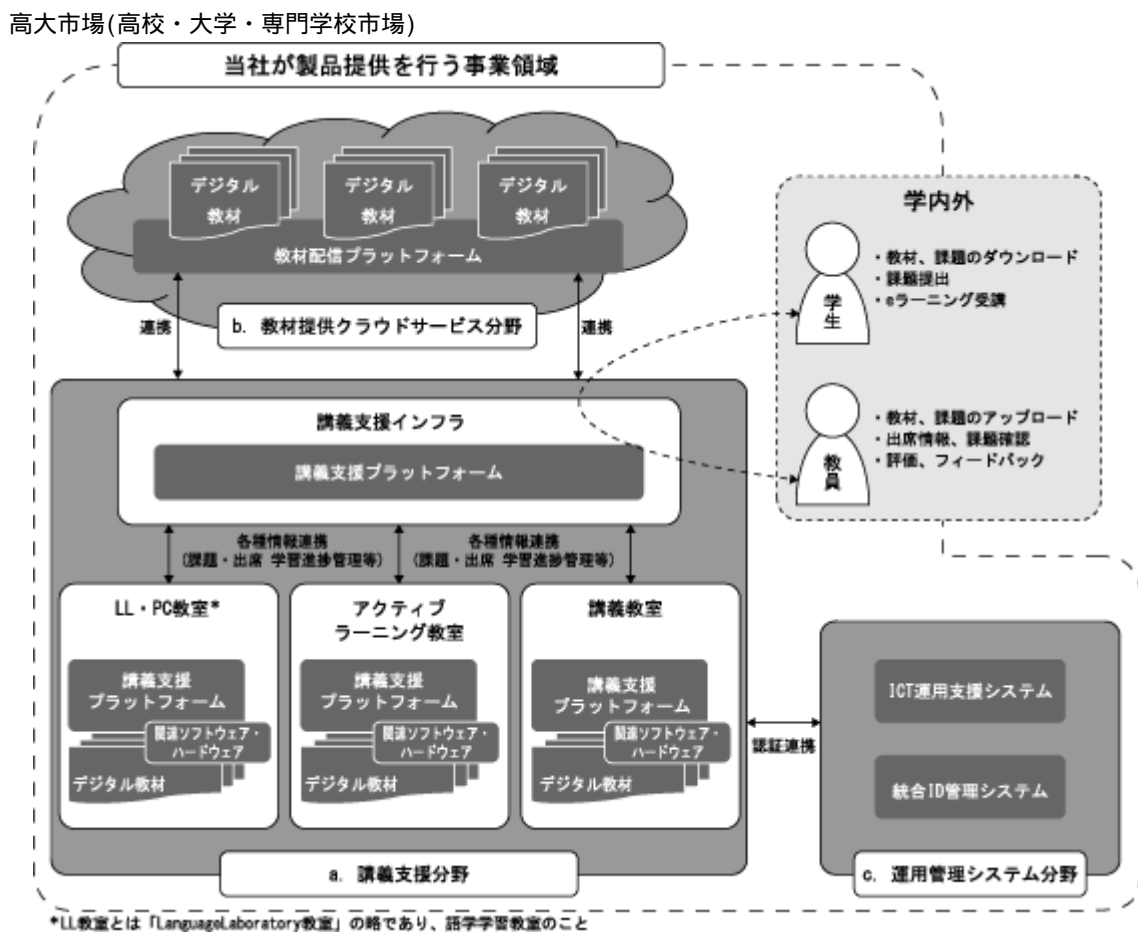 高大市場(高校・大学・専門学校市場)
当社が製品提供を行う事業領域
デジタル
教材
デジタル
教材
デジタル
教材
教材配信プラットフォーム
連携
b. 教材提供クラウドサービス分野
連携
学内外
学生
・教材、課題のダウンロード
・課題提出
・eラーニング受講
教員
・教材、課題のアップロード
・出席情報、課題確認
・評価、フィードバック
講義支援インフラ
講義支援プラットフォーム
各種情報連携
(課題・出席 学習進捗管理等)
各種情報連携
(課題・出席 学習進捗管理等)
LL・PC教室*
講義支援
プラットフォーム
関連ソフトウェア・
ハードウェア
デジタル教材
アクティブ
ラーニング教室
講義支援
プラットフォーム
関連ソフトウェア・
ハードウェア
デジタル教材
講義教室
講義支援
プラットフォーム
関連ソフトウェア・
ハードウェア
デジタル教材
a. 講義支援分野
認証連携
ICT運用支援システム
統合ID管理システム
c. 運用管理システム分野
*LL教室とは「LanguageLaboratory教室」の略であり、語学学習教室のこと